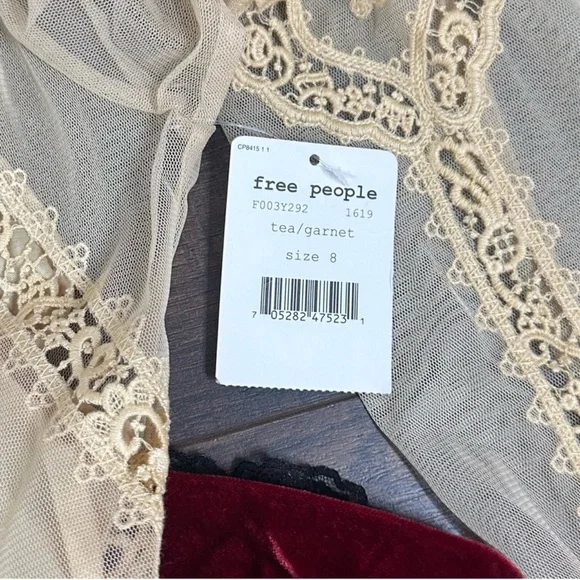 CP8415 1 1
free people
F003Y292 1619
tea/garnet
size 8
7 05282 47523 1